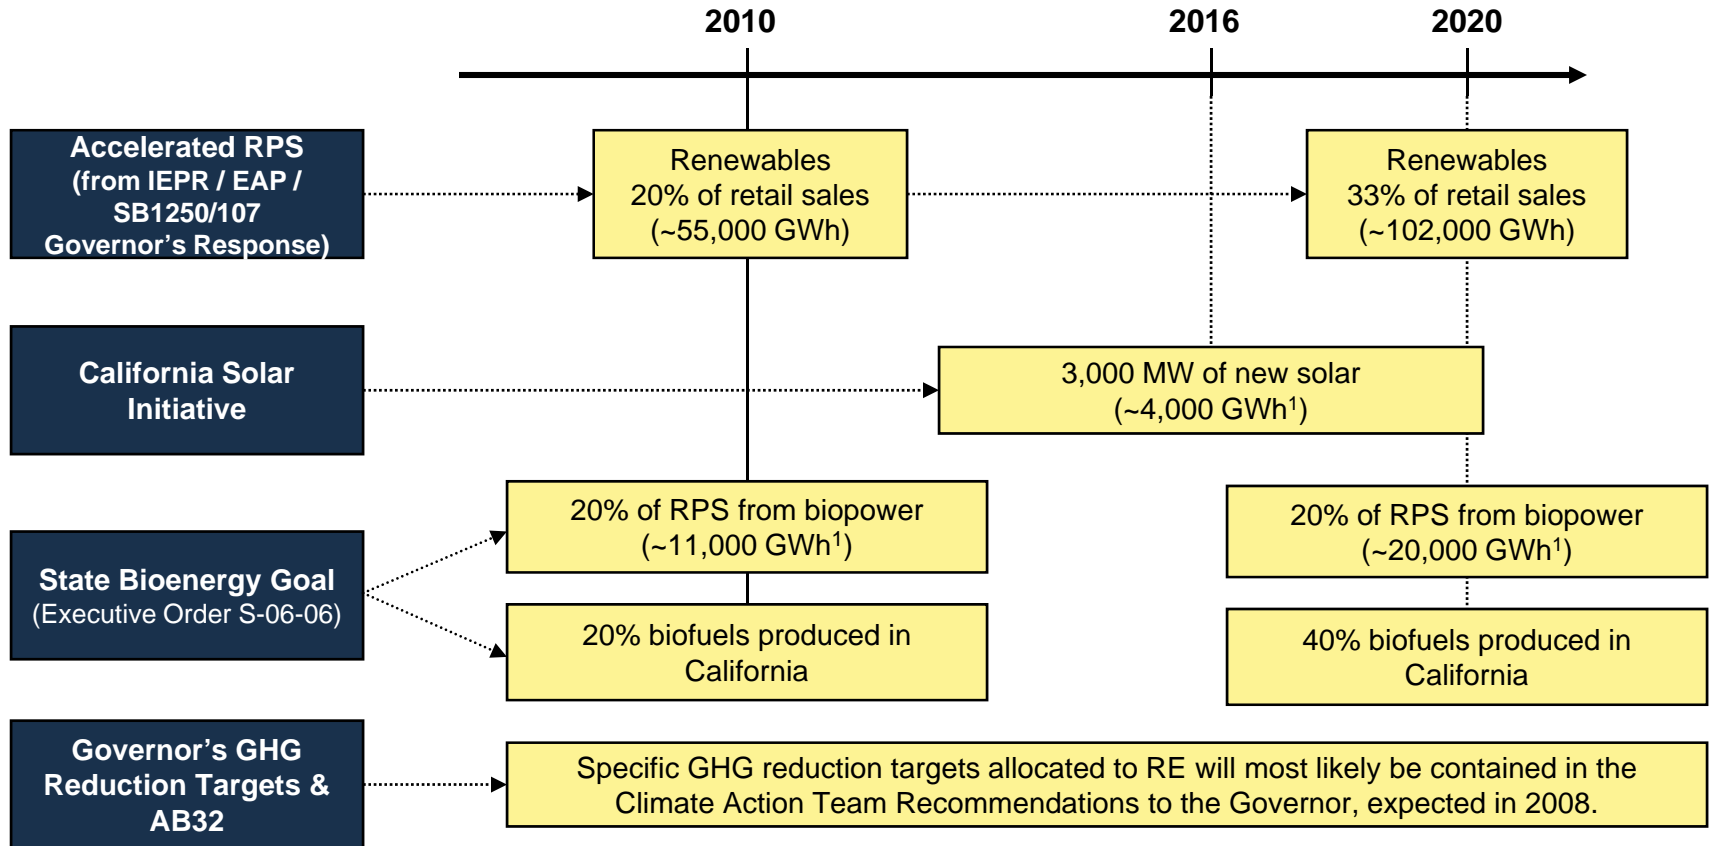 2010
2016
2020
Accelerated RPS
(from IEPR / EAP /
SB1250/107
Governor’s Response)
Renewables
20% of retail sales
(~55,000 GWh)
Renewables
33% of retail sales
(~102,000 GWh)
California Solar
Initiative
3,000 MW of new solar
(~4,000 GWh¹)
State Bioenergy Goal
(Executive Order S-06-06)
20% of RPS from biopower
(~11,000 GWh¹)
20% of RPS from biopower
(~20,000 GWh¹)
20% biofuels produced in
California
40% biofuels produced in
California
Governor’s GHG
Reduction Targets &
AB32
Specific GHG reduction targets allocated to RE will most likely be contained in the
Climate Action Team Recommendations to the Governor, expected in 2008.